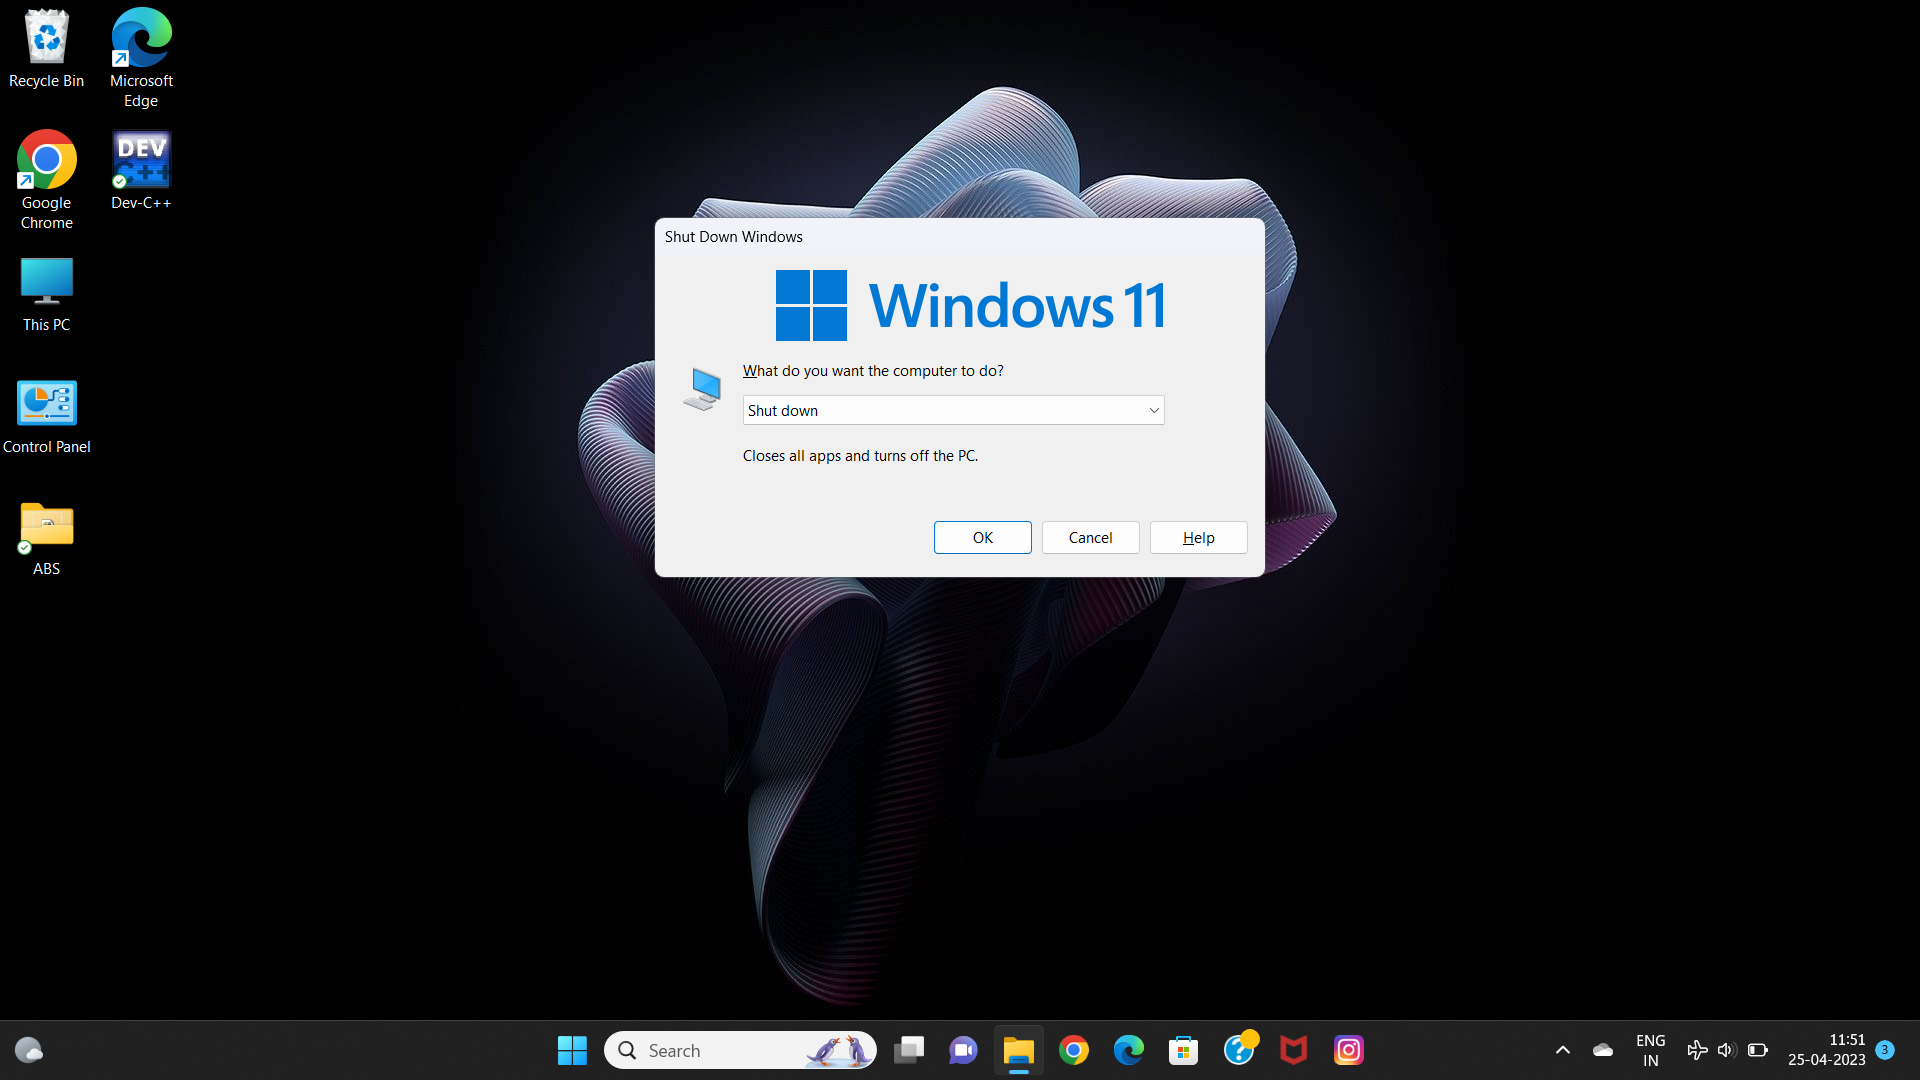 Recycle Bin
Microsoft
Edge
Google
Chrome
DEV
C++
Dev-C++
This PC
Control Panel
ABS
Shut Down Windows
Windows 11
What do you want the computer to do?
Shut down
Closes all apps and turns off the PC.
OK
Cancel
Help
Search
ENG
IN
11:51
25-04-2023
3